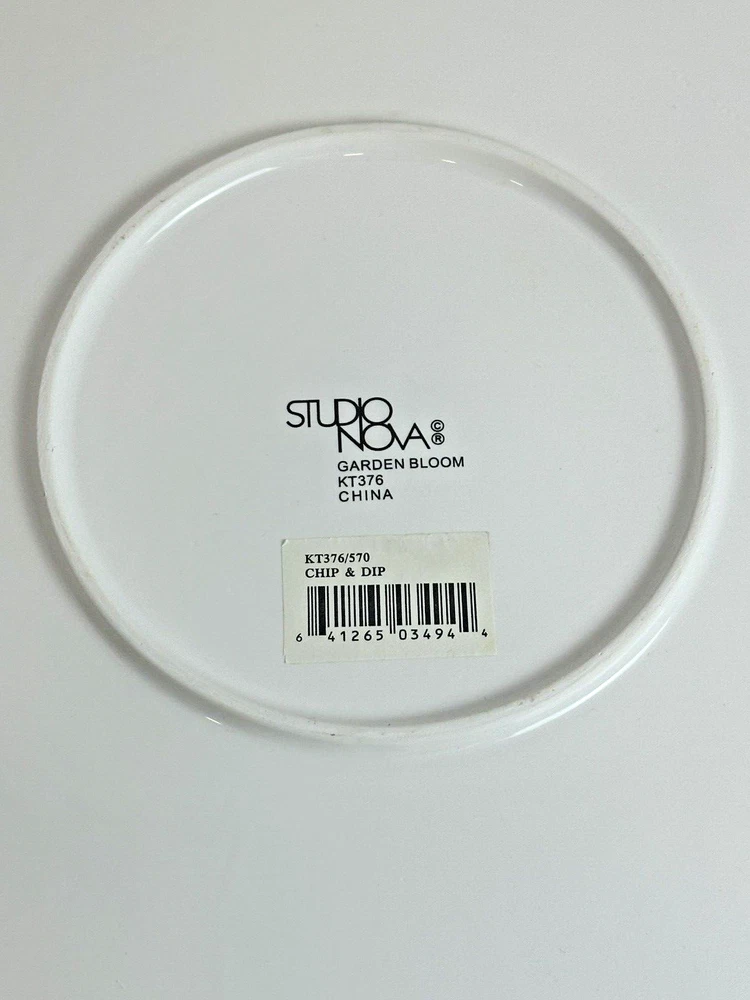 STUDIO
NOVA © ®
GARDEN BLOOM
KT376
CHINA
KT376/570
CHIP & DIP
6 41265 03494 4